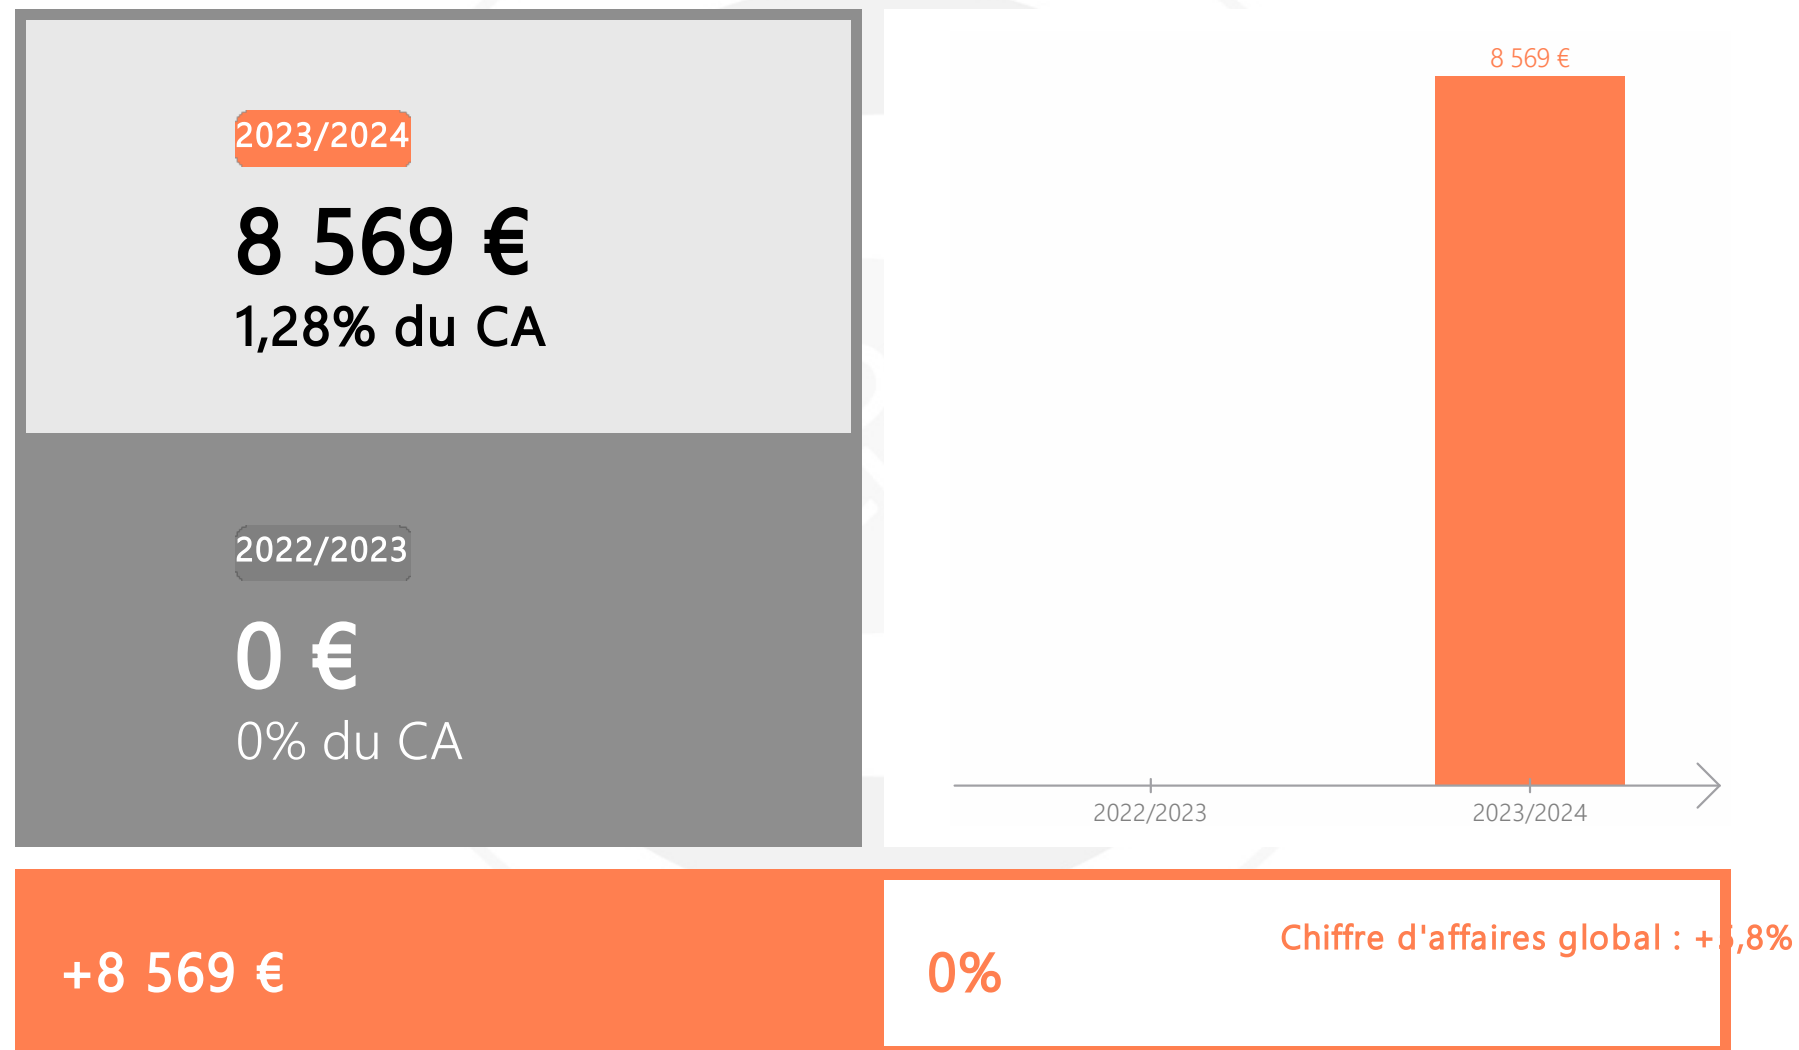 2023/2024
8 569 €
1,28% du CA
2022/2023
0 €
0% du CA
8 569 €
2022/2023
2023/2024
+8 569 €
0%
Chiffre d'affaires global :